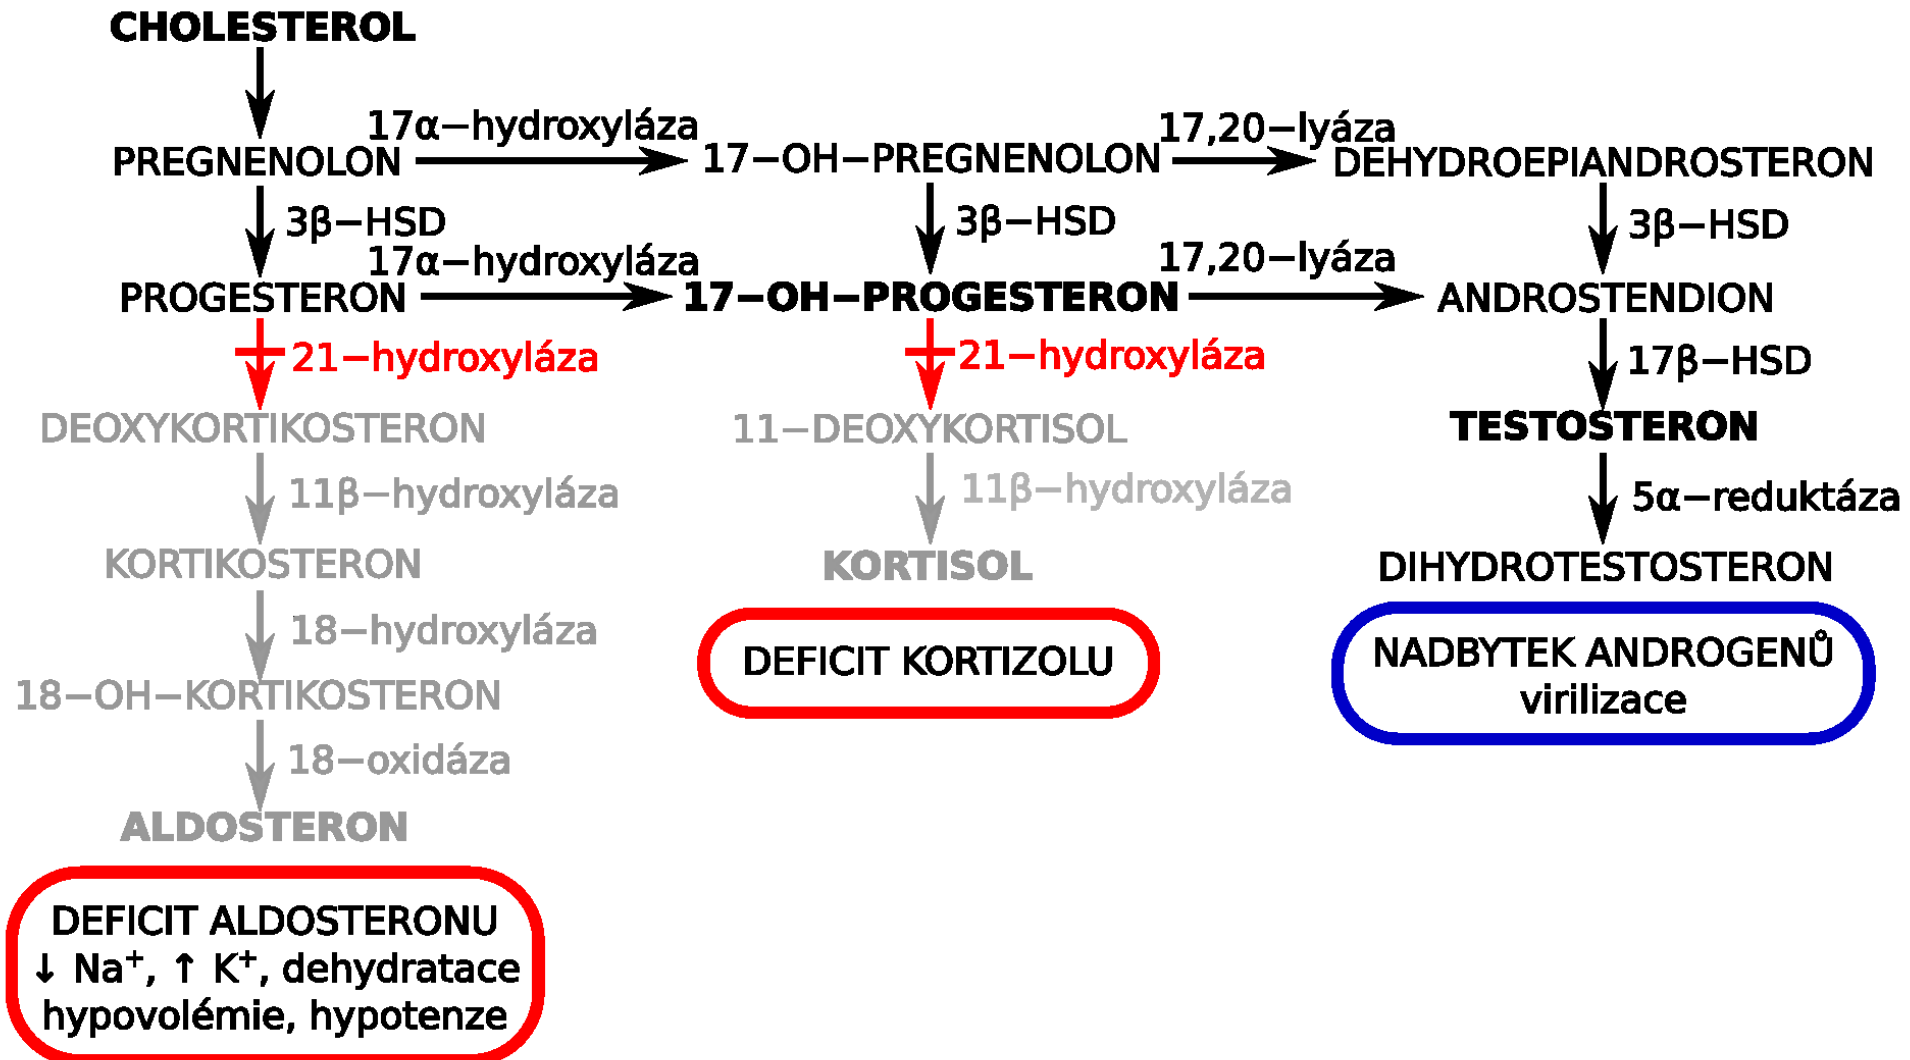 CHOLESTEROL
17α−hydroxyláza
17,20−lyáza
PREGNENOLON
17−OH−PREGNENOLON
DEHYDROEPIANDROSTERON
3β−HSD
3β−HSD
3β−HSD
17α−hydroxyláza
17,20−lyáza
PROGESTERON
17−OH−PROGESTERON
ANDROSTENDION
21−hydroxyláza
21−hydroxyláza
17β−HSD
DEOXYKORTIKOSTERON
11−DEOXYKORTISOL
TESTOSTERON
11β−hydroxyláza
11β−hydroxyláza
5α−reduktáza
KORTIKOSTERON
KORTISOL
DIHYDROTESTOSTERON
18−hydroxyláza
DEFICIT KORTIZOLU
NADBYTEK ANDROGENŮ
virilizace
18−OH−KORTIKOSTERON
18−oxidáza
ALDOSTERON
DEFICIT ALDOSTERONU
↓ Na⁺, ↑ K⁺, dehydratace
hypovolémie, hypotenze